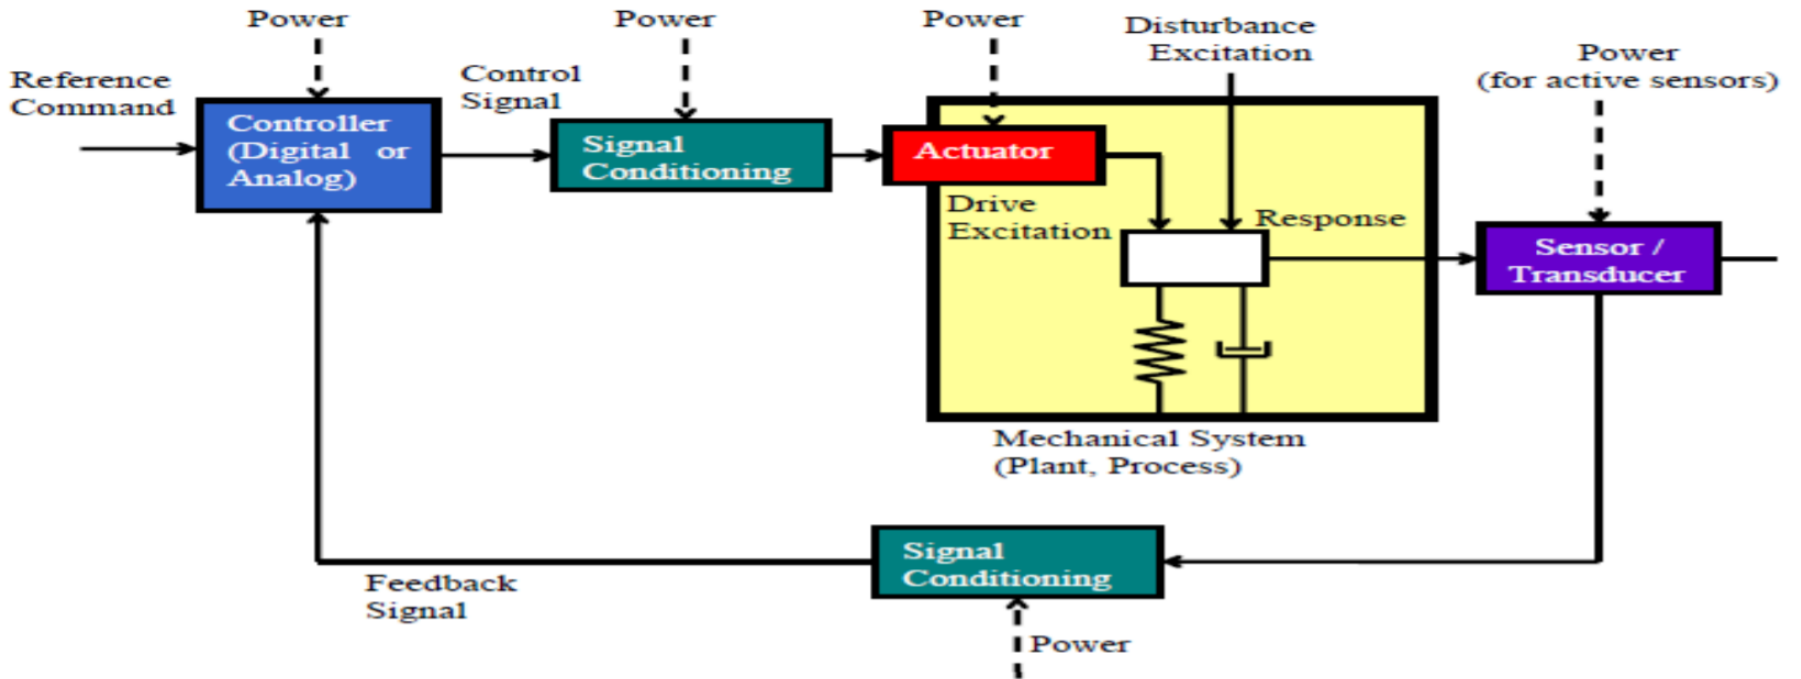 Power
Power
Power
Disturbance
Excitation
Power
(for active sensors)
Reference
Command
Control
Signal
Controller
(Digital or
Analog)
Signal
Conditioning
Actuator
Drive
Excitation
Response
Sensor /
Transducer
Mechanical System
(Plant, Process)
Signal
Conditioning
Feedback
Signal
Power